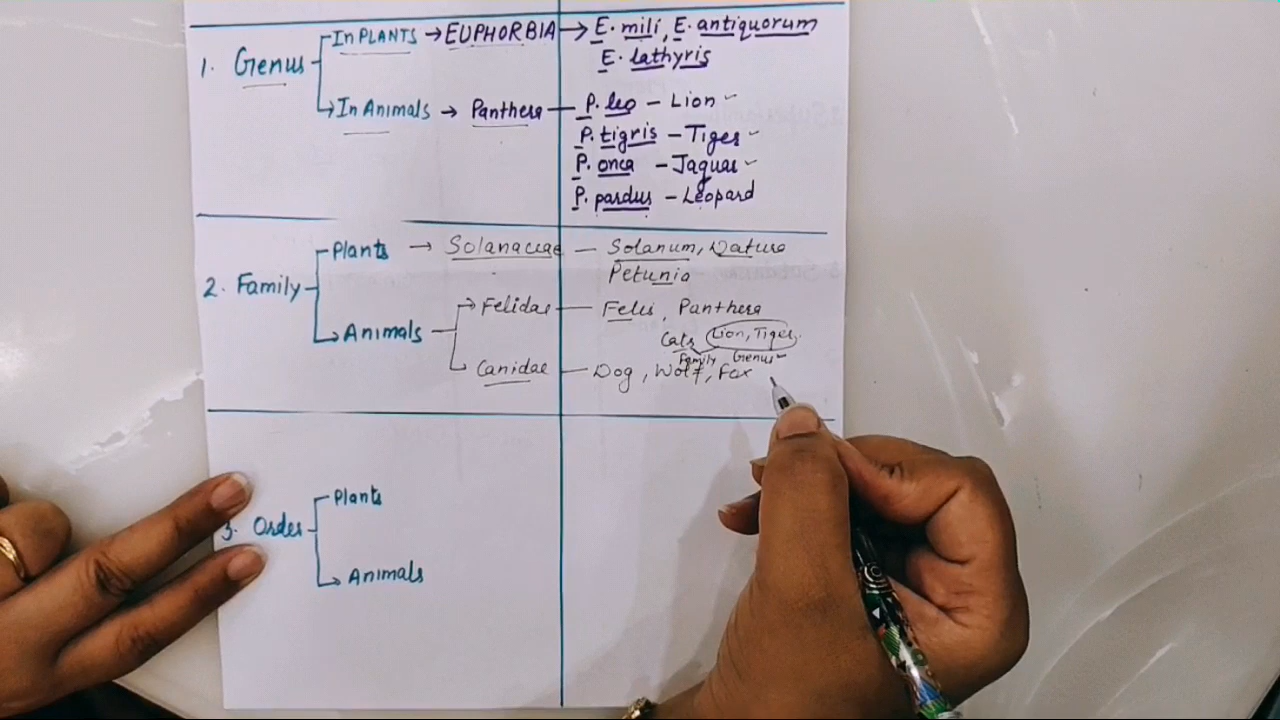 1. Genus
In PLANTS → EUPHORBIA → E. mili, E. antiquorum
E. lathyris
In Animals → Panthera — P. leo – Lion
P. tigris – Tiger
P. onca – Jaguar
P. pardus – Leopard
2. Family
Plants → Solanaceae — Solanum, Datura
Petunia
Animals
Felidae — Felis, Panthera
Cats Lion, Tiger.
Family Genus
Canidae — Dog, Wolf, Fox
3. Order
Plants
Animals